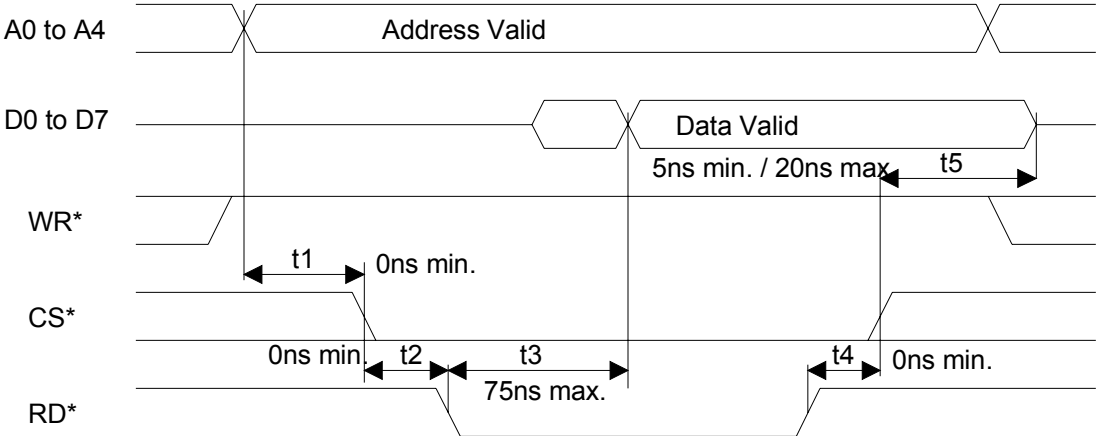 A0 to A4
Address Valid
D0 to D7
Data Valid
5ns min. / 20ns max
t5
WR*
t1
0ns min.
CS*
0ns min.
t2
t3
t4
0ns min.
75ns max.
RD*